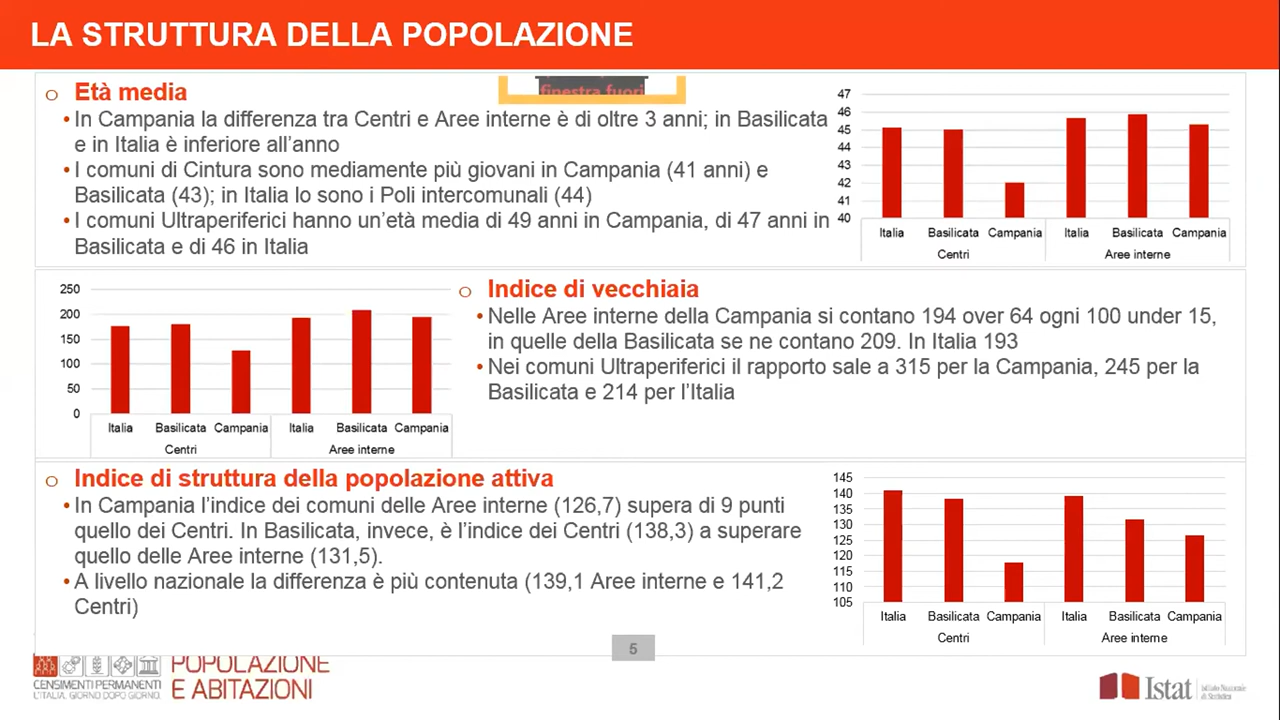 LA STRUTTURA DELLA POPOLAZIONE
finestra fuori
o Età media
• In Campania la differenza tra Centri e Aree interne è di oltre 3 anni; in Basilicata
e in Italia è inferiore all’anno
• I comuni di Cintura sono mediamente più giovani in Campania (41 anni) e
Basilicata (43); in Italia lo sono i Poli intercomunali (44)
• I comuni Ultraperiferici hanno un’età media di 49 anni in Campania, di 47 anni in
Basilicata e di 46 in Italia
47
46
45
44
43
42
41
40
Italia Basilicata Campania Italia Basilicata Campania
Centri Aree interne
250
200
150
100
50
0
Italia Basilicata Campania Italia Basilicata Campania
Centri Aree interne
o Indice di vecchiaia
• Nelle Aree interne della Campania si contano 194 over 64 ogni 100 under 15,
in quelle della Basilicata se ne contano 209. In Italia 193
• Nei comuni Ultraperiferici il rapporto sale a 315 per la Campania, 245 per la
Basilicata e 214 per l’Italia
o Indice di struttura della popolazione attiva
• In Campania l’indice dei comuni delle Aree interne (126,7) supera di 9 punti
quello dei Centri. In Basilicata, invece, è l’indice dei Centri (138,3) a superare
quello delle Aree interne (131,5).
• A livello nazionale la differenza è più contenuta (139,1 Aree interne e 141,2
Centri)
145
140
135
130
125
120
115
110
105
Italia Basilicata Campania Italia Basilicata Campania
Centri Aree interne
5
CENSIMENTI PERMANENTI
L'ITALIA, GIORNO DOPO GIORNO.
POPOLAZIONE
E ABITAZIONI
Istat
Istituto Nazionale
di Statistica